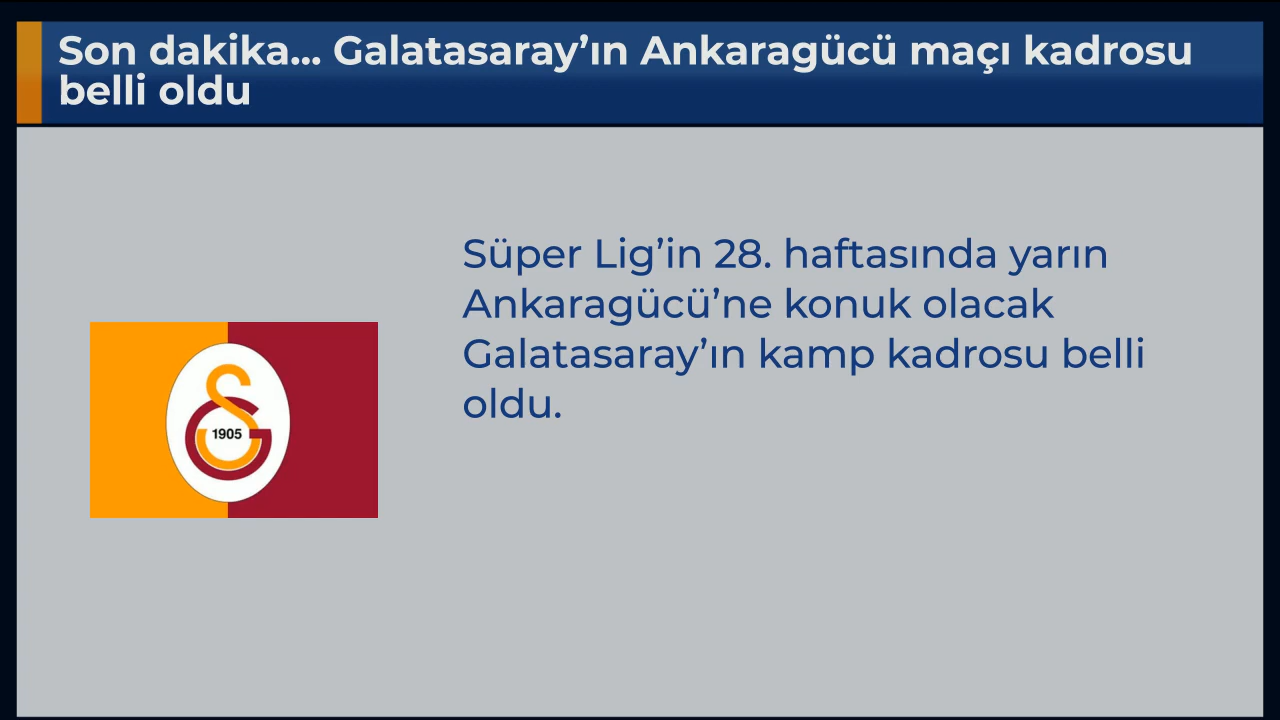 Son dakika... Galatasaray’ın Ankaragücü maçı kadrosu
belli oldu
Süper Lig’in 28. haftasında yarın
Ankaragücü’ne konuk olacak
Galatasaray’ın kamp kadrosu belli
oldu.
1905